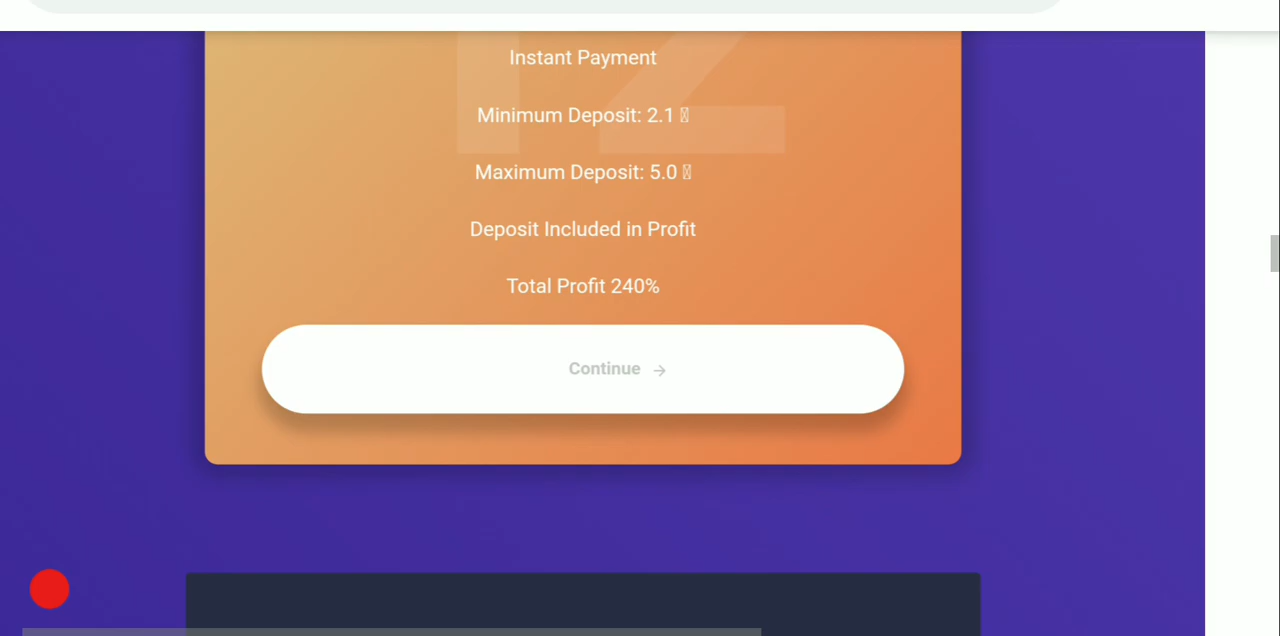 Instant Payment
Minimum Deposit: 2.1
Maximum Deposit: 5.0
Deposit Included in Profit
Total Profit 240%
Continue →